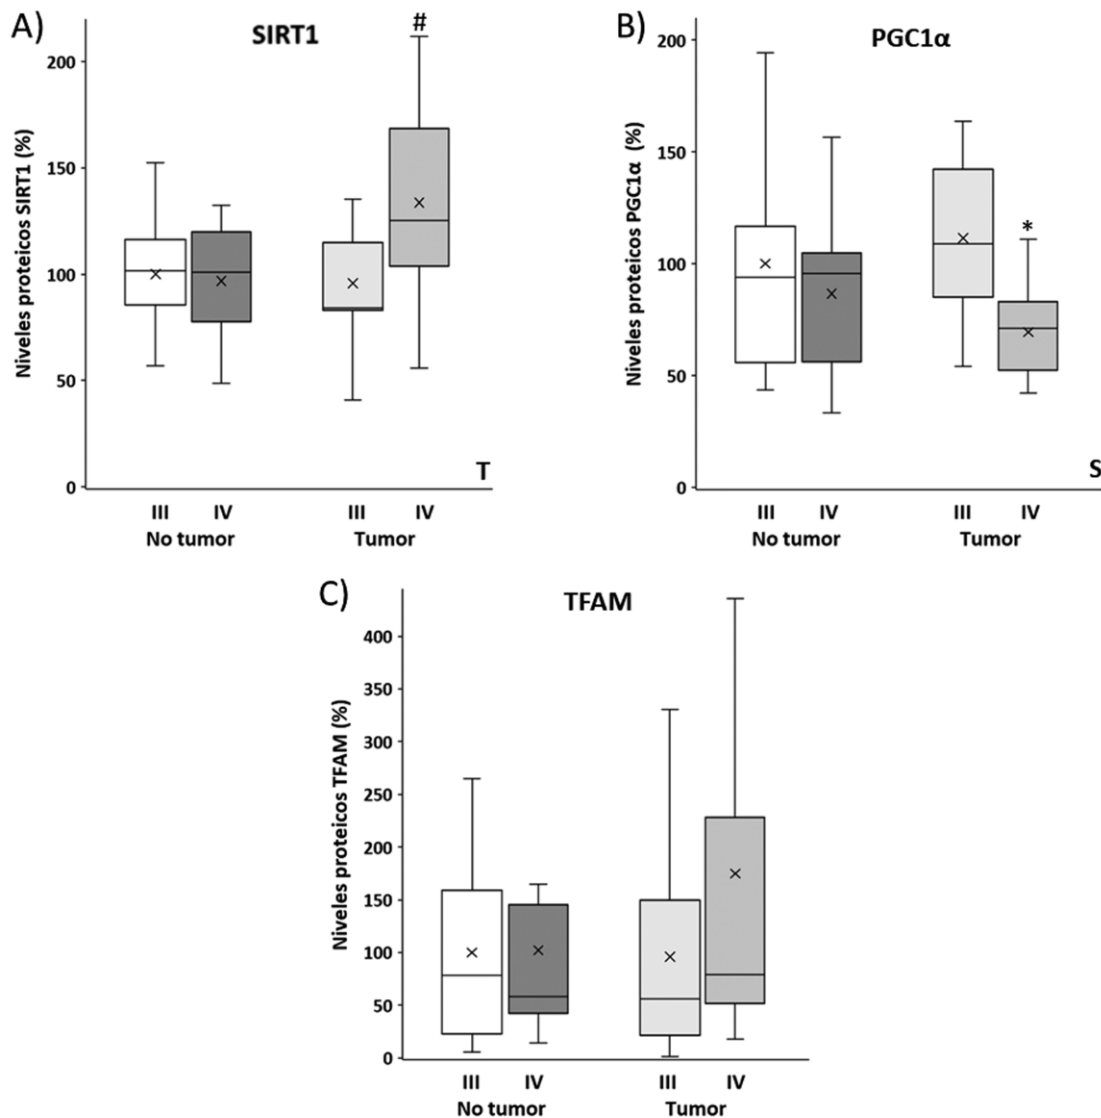 A)
SIRT1
#
Niveles proteicos SIRT1 (%)
200
150
100
50
0
T
III IV III IV
No tumor Tumor
B)
PGC1α
*
Niveles proteicos PGC1α (%)
200
150
100
50
0
S
III IV III IV
No tumor Tumor
C)
TFAM
Niveles proteicos TFAM (%)
400
350
300
250
200
150
100
50
0
III IV III IV
No tumor Tumor